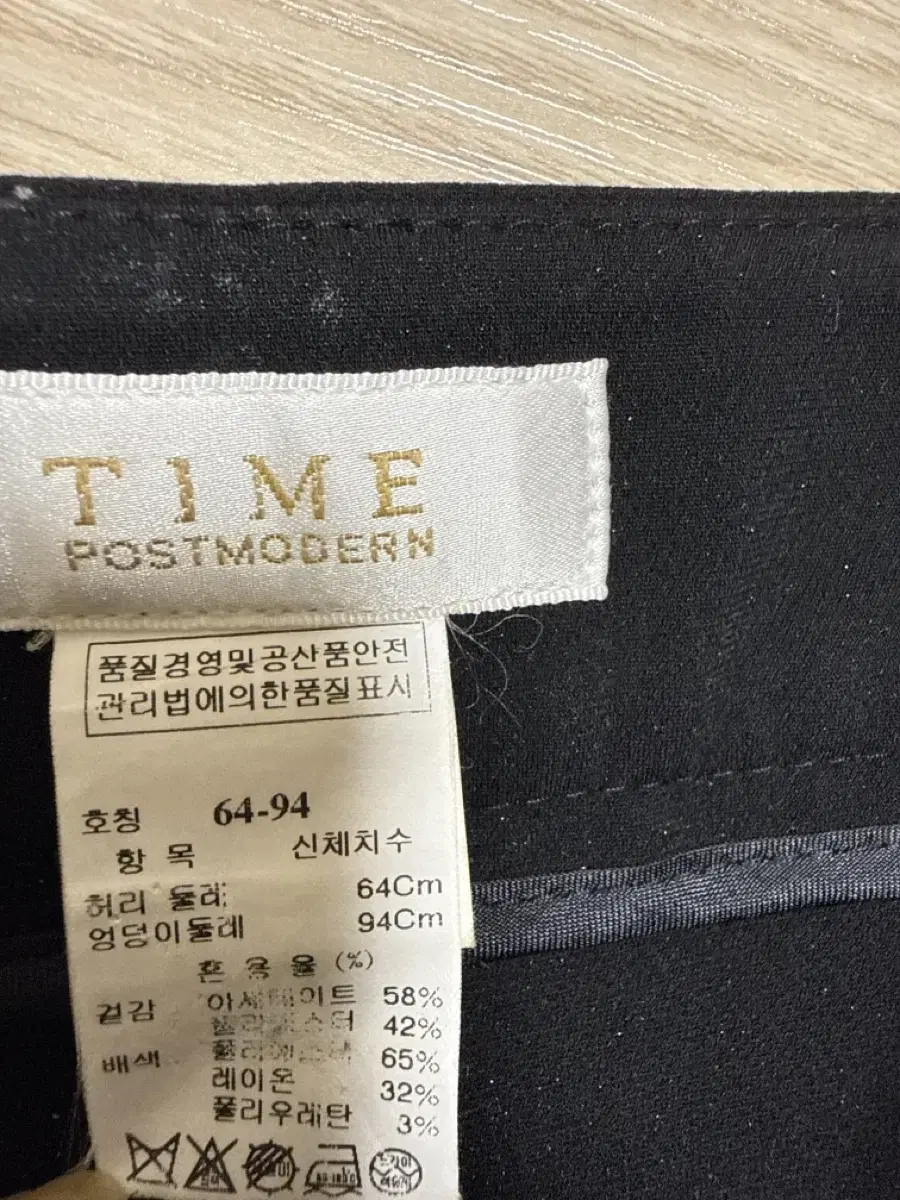 TIME
POSTMODERN
품질경영및공산품안전
관리법에의한품질표시
호칭 64-94
항 목 신체치수
허리 둘레 64Cm
엉덩이둘레 94Cm
혼 용 율 (%)
겉감 아세테이트 58%
폴리에스터 42%
배색 폴리에스터 65%
레이온 32%
폴리우레탄 3%
드라이